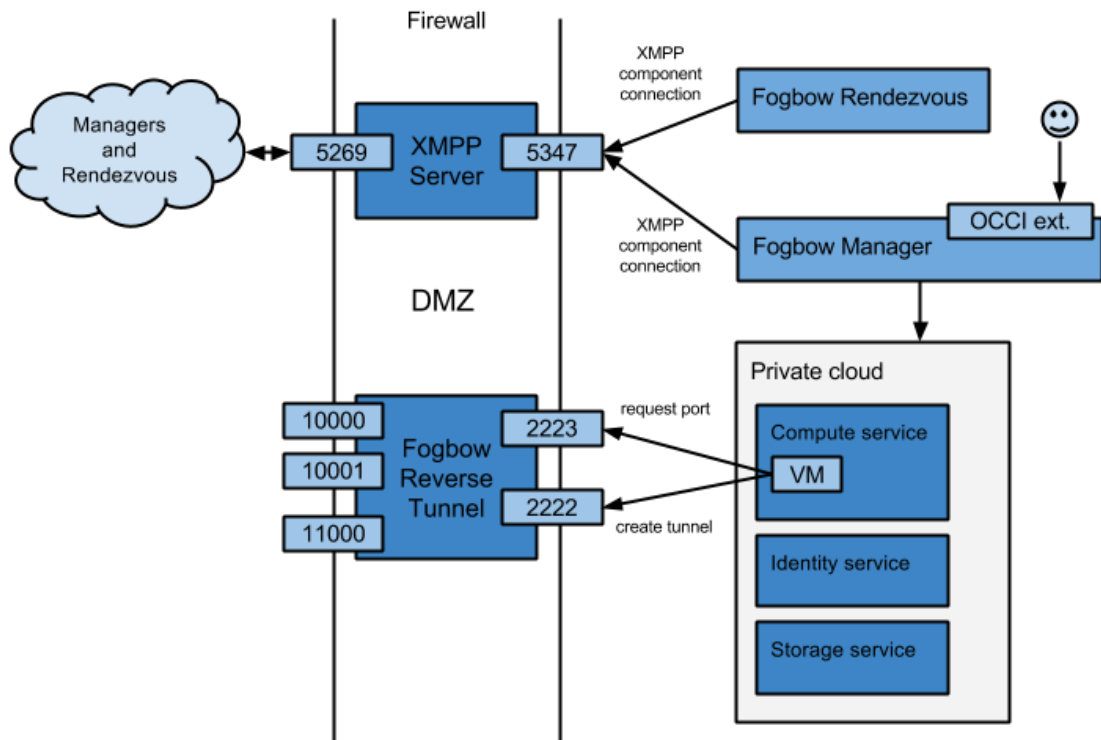 Firewall
Managers
and
Rendezvous
5269
XMPP
Server
5347
XMPP
component
connection
Fogbow Rendezvous
OCCI ext.
Fogbow Manager
XMPP
component
connection
DMZ
10000
10001
11000
Fogbow
Reverse
Tunnel
2223
2222
request port
create tunnel
Private cloud
Compute service
VM
Identity service
Storage service